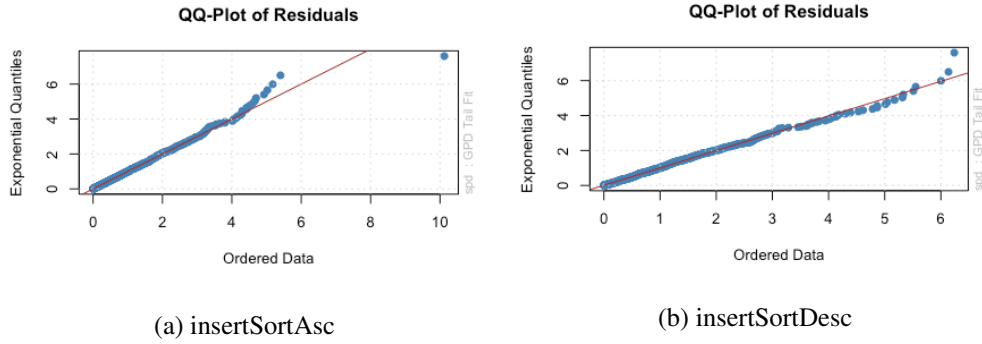 QQ-Plot of Residuals
Exponential Quantiles
6
4
2
0
0 2 4 6 8 10
Ordered Data
spd : GPD Tail Fit
(a) insertSortAsc
QQ-Plot of Residuals
Exponential Quantiles
6
4
2
0
0 1 2 3 4 5 6
Ordered Data
spd : GPD Tail Fit
(b) insertSortDesc